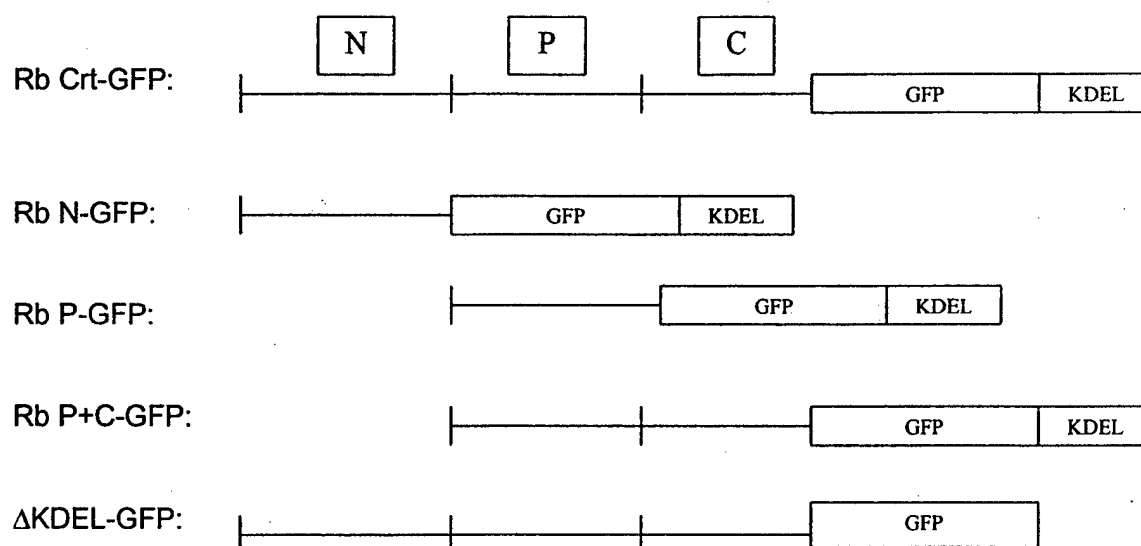 N P C
Rb Crt-GFP: GFP KDEL
Rb N-GFP: GFP KDEL
Rb P-GFP: GFP KDEL
Rb P+C-GFP: GFP KDEL
ΔKDEL-GFP: GFP